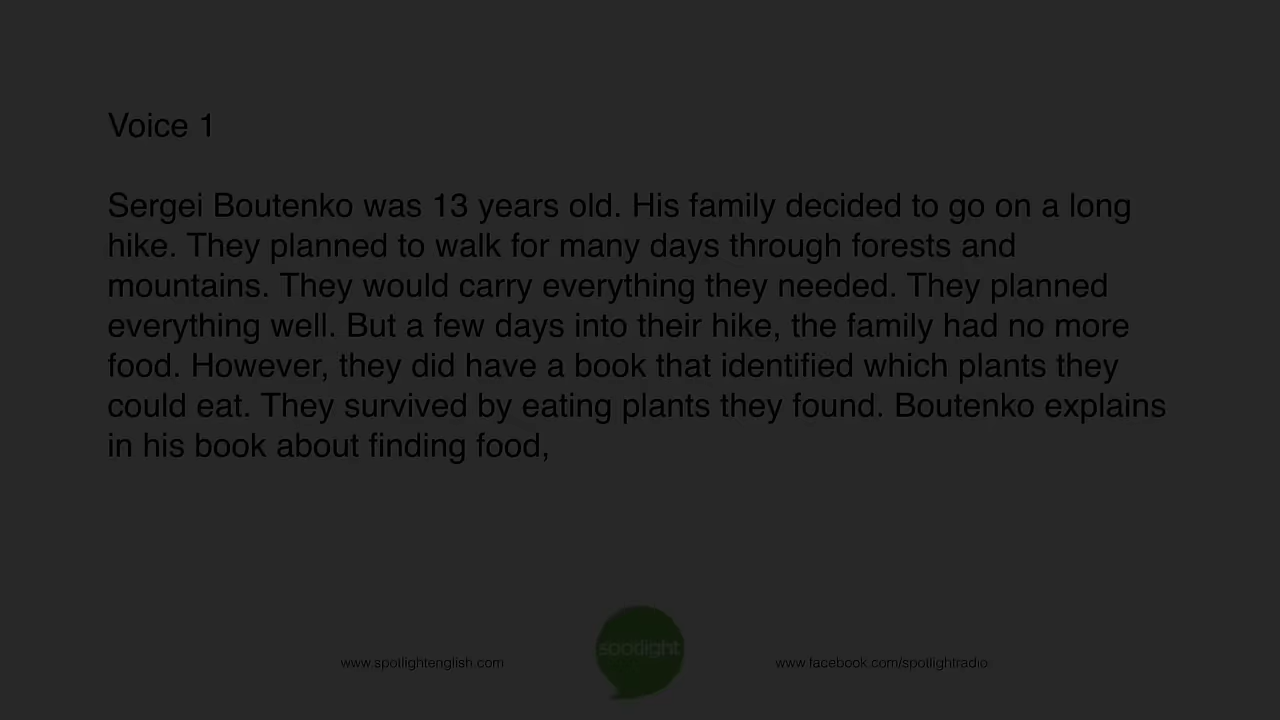 Voice 1
Sergei Boutenko was 13 years old. His family decided to go on a long
hike. They planned to walk for many days through forests and
mountains. They would carry everything they needed. They planned
everything well. But a few days into their hike, the family had no more
food. However, they did have a book that identified which plants they
could eat. They survived by eating plants they found. Boutenko explains
in his book about finding food,
spotlight
www.spotlightenglish.com
www.facebook.com/spotlightradio